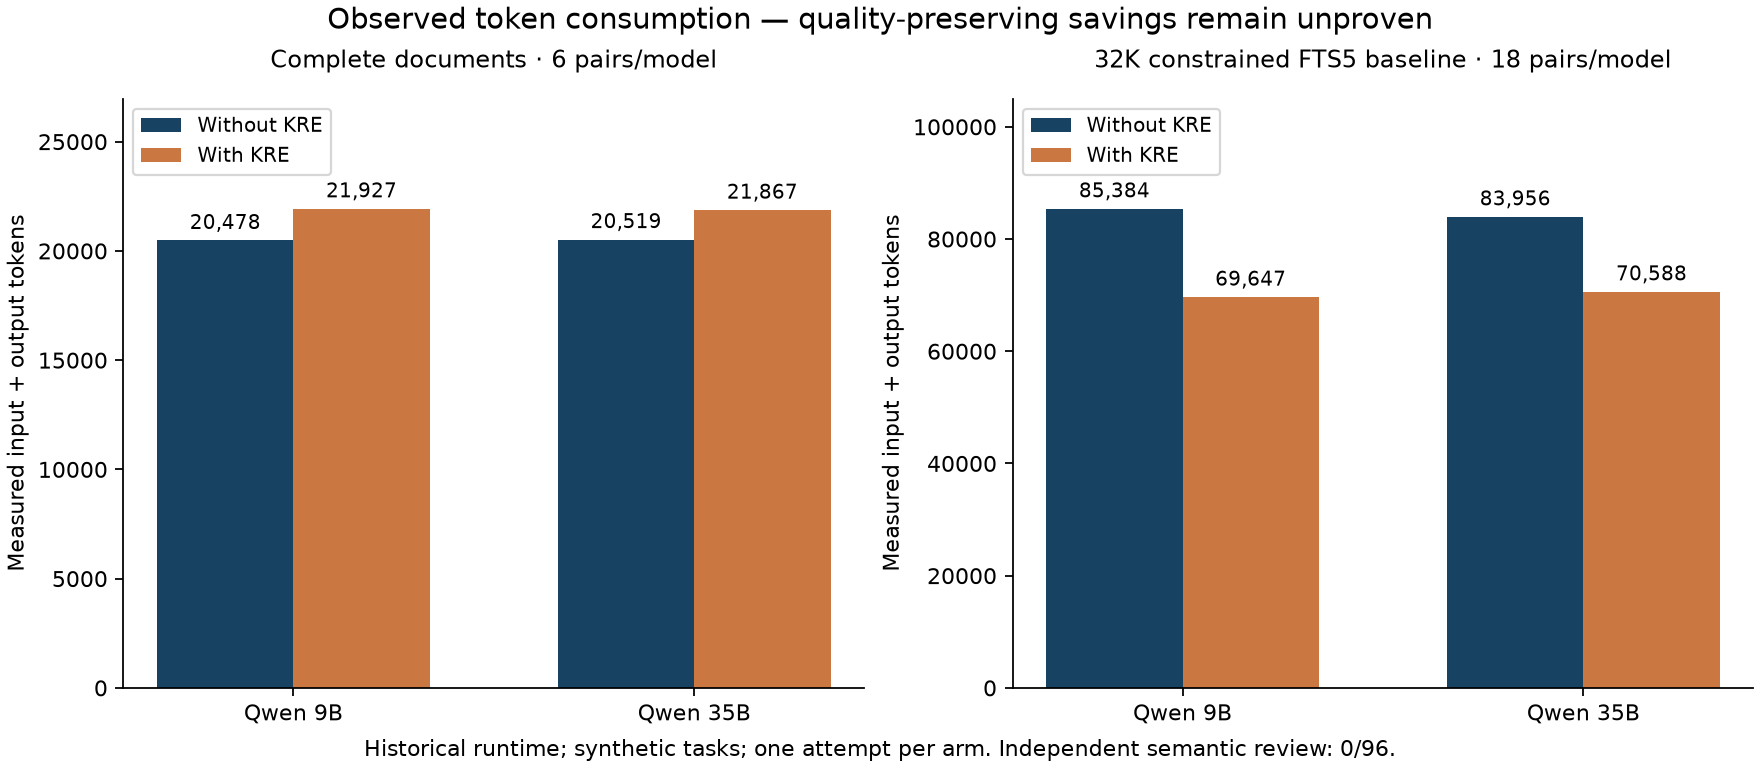 Observed token consumption — quality-preserving savings remain unproven
Complete documents · 6 pairs/model
Measured input + output tokens
25000
20000
15000
10000
5000
0
Without KRE
With KRE
20,478
21,927
20,519
21,867
Qwen 9B
Qwen 35B
32K constrained FTS5 baseline · 18 pairs/model
Measured input + output tokens
100000
80000
60000
40000
20000
0
Without KRE
With KRE
85,384
69,647
83,956
70,588
Qwen 9B
Qwen 35B
Historical runtime; synthetic tasks; one attempt per arm. Independent semantic review: 0/96.